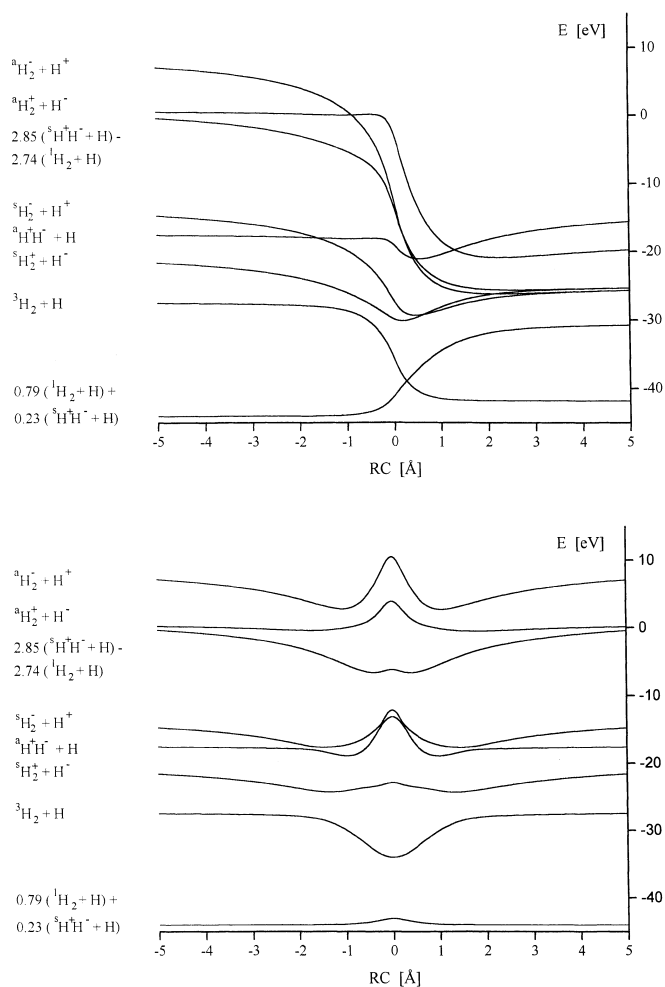 E [eV]
ᵃH₂⁻ + H⁺
ᵃH₂⁺ + H⁻
2.85 (ˢH⁺H⁻ + H) -
2.74 (¹H₂ + H)
ˢH₂⁻ + H⁺
ᵃH⁺H⁻ + H
ˢH₂⁺ + H⁻
³H₂ + H
0.79 (¹H₂ + H) +
0.23 (ˢH⁺H⁻ + H)
10
0
-10
-20
-30
-40
-5 -4 -3 -2 -1 0 1 2 3 4 5
RC [Å]
E [eV]
ᵃH₂⁻ + H⁺
ᵃH₂⁺ + H⁻
2.85 (ˢH⁺H⁻ + H) -
2.74 (¹H₂ + H)
ˢH₂⁻ + H⁺
ᵃH⁺H⁻ + H
ˢH₂⁺ + H⁻
³H₂ + H
0.79 (¹H₂ + H) +
0.23 (ˢH⁺H⁻ + H)
10
0
-10
-20
-30
-40
-5 -4 -3 -2 -1 0 1 2 3 4 5
RC [Å]